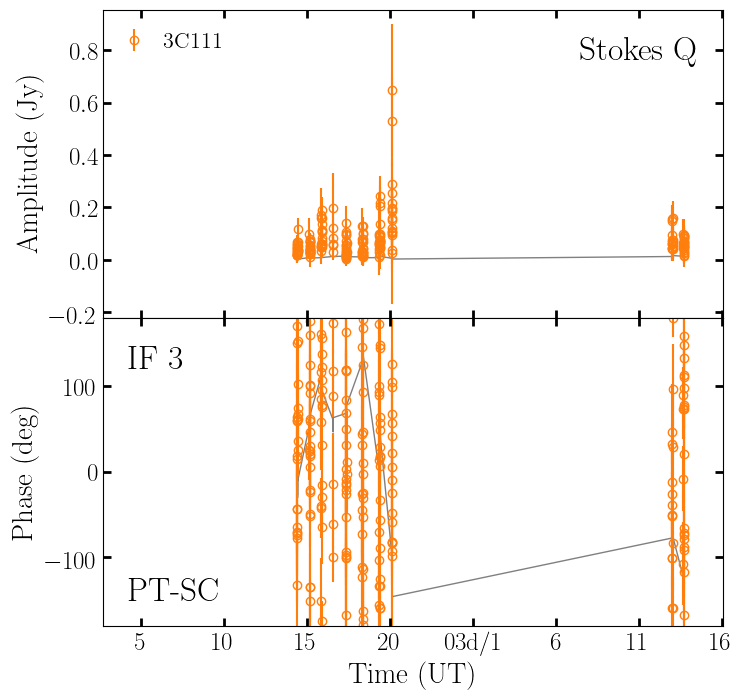 3C111
Stokes Q
Amplitude (Jy)
0.8
0.6
0.4
0.2
0.0
−0.2
IF 3
PT-SC
Phase (deg)
100
0
−100
5 10 15 20 03d/1 6 11 16
Time (UT)